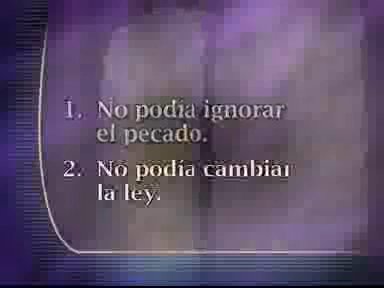 1. No podía ignorar
el pecado.
2. No podía cambiar
la ley.